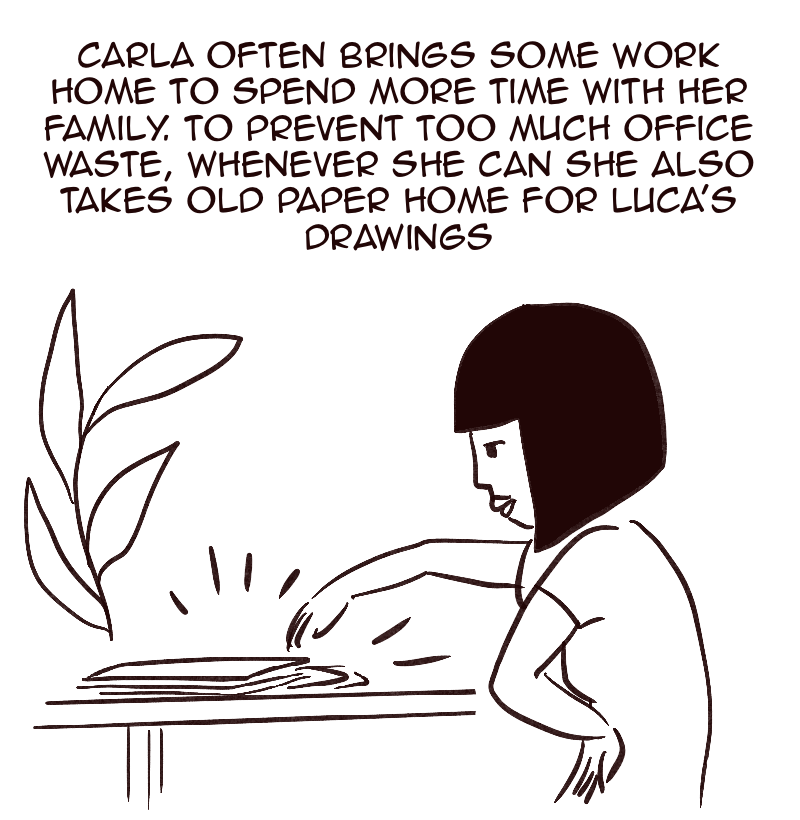 CARLA OFTEN BRINGS SOME WORK
HOME TO SPEND MORE TIME WITH HER
FAMILY. TO PREVENT TOO MUCH OFFICE
WASTE, WHENEVER SHE CAN SHE ALSO
TAKES OLD PAPER HOME FOR LUCA'S
DRAWINGS